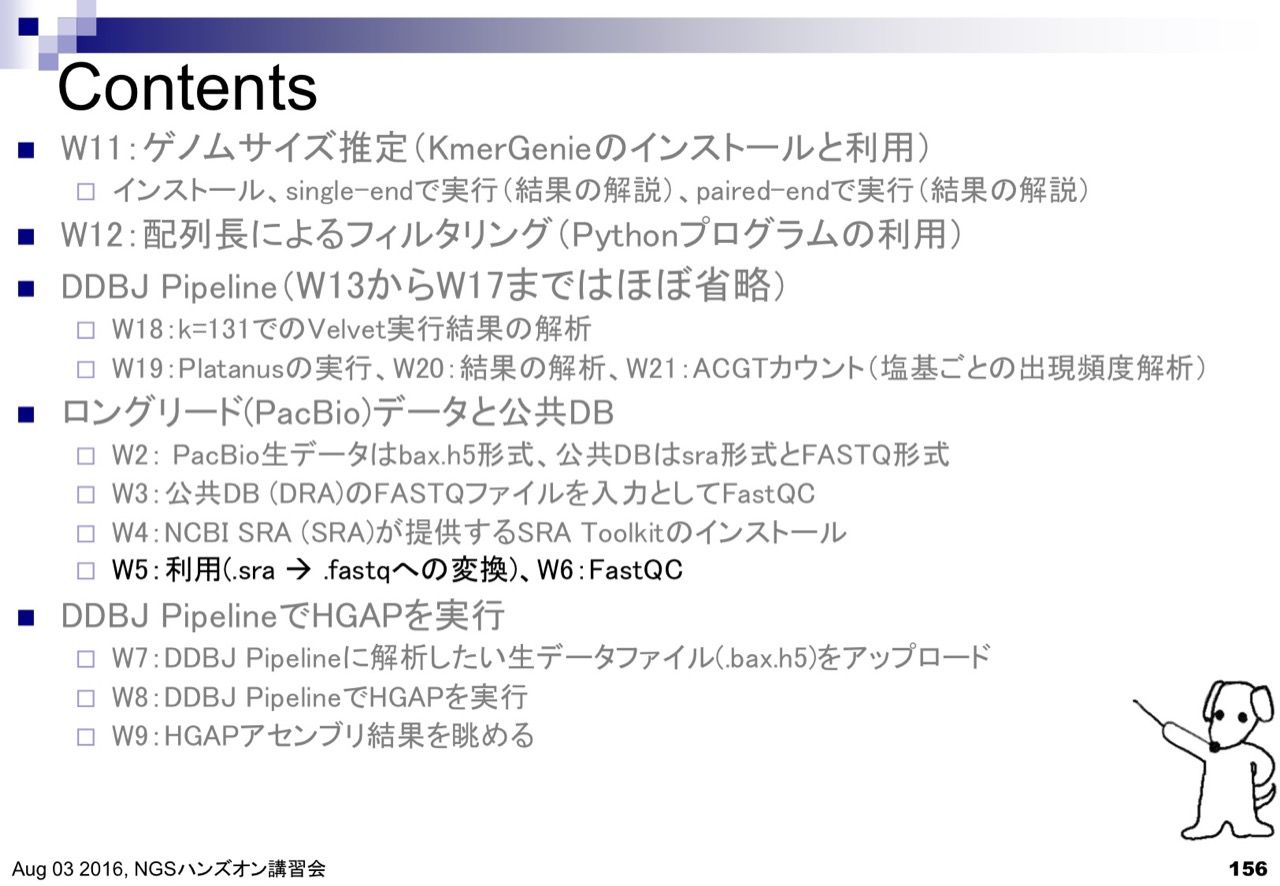 Contents
W11：ゲノムサイズ推定（KmerGenieのインストールと利用）
インストール、single-endで実行（結果の解説）、paired-endで実行（結果の解説）
W12：配列長によるフィルタリング（Pythonプログラムの利用）
DDBJ Pipeline（W13からW17まではほぼ省略）
W18：k=131でのVelvet実行結果の解析
W19：Platanusの実行、W20：結果の解析、W21：ACGTカウント（塩基ごとの出現頻度解析）
ロングリード(PacBio)データと公共DB
W2： PacBio生データはbax.h5形式、公共DBはsra形式とFASTQ形式
W3：公共DB (DRA)のFASTQファイルを入力としてFastQC
W4：NCBI SRA (SRA)が提供するSRA Toolkitのインストール
W5：利用(.sra → .fastqへの変換)、W6：FastQC
DDBJ PipelineでHGAPを実行
W7：DDBJ Pipelineに解析したい生データファイル(.bax.h5)をアップロード
W8：DDBJ PipelineでHGAPを実行
W9：HGAPアセンブリ結果を眺める
Aug 03 2016, NGSハンズオン講習会
156